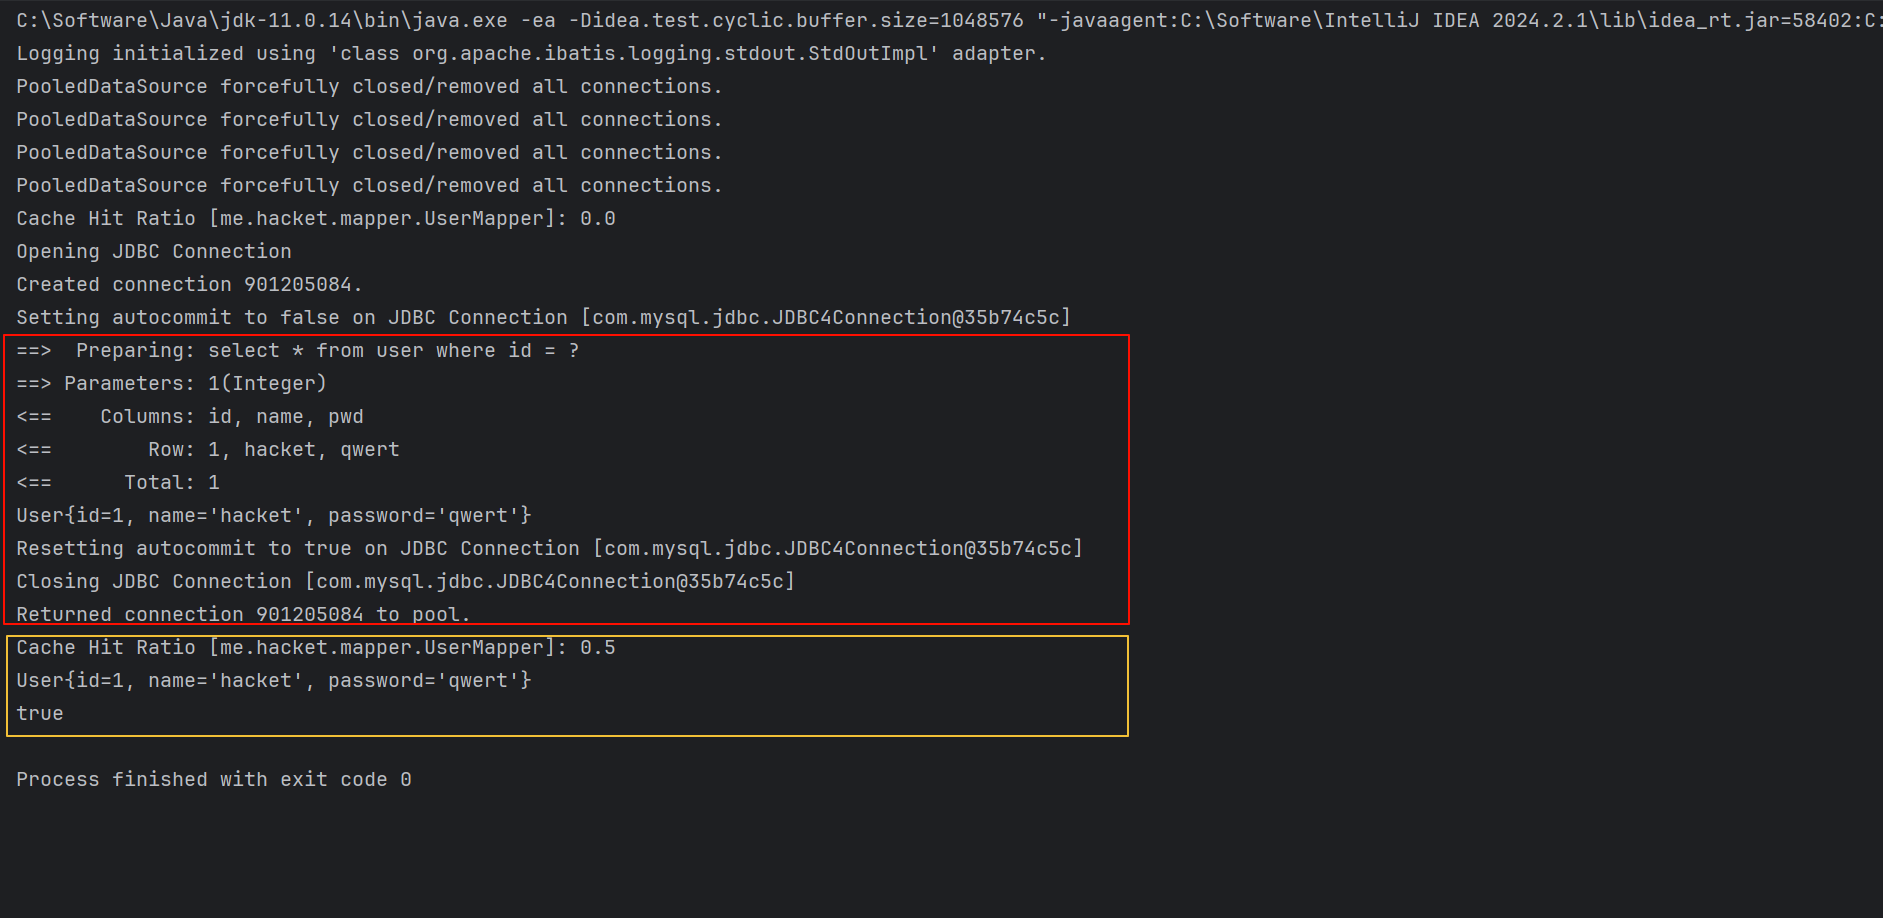 C:\Software\Java\jdk-11.0.14\bin\java.exe -ea -Didea.test.cyclic.buffer.size=1048576 "-javaagent:C:\Software\IntelliJ IDEA 2024.2.1\lib\idea_rt.jar=58402:C:
Logging initialized using 'class org.apache.ibatis.logging.stdout.StdOutImpl' adapter.
PooledDataSource forcefully closed/removed all connections.
PooledDataSource forcefully closed/removed all connections.
PooledDataSource forcefully closed/removed all connections.
PooledDataSource forcefully closed/removed all connections.
Cache Hit Ratio [me.hacket.mapper.UserMapper]: 0.0
Opening JDBC Connection
Created connection 901205084.
Setting autocommit to false on JDBC Connection [com.mysql.jdbc.JDBC4Connection@35b74c5c]
==>  Preparing: select * from user where id = ?
==> Parameters: 1(Integer)
<==    Columns: id, name, pwd
<==        Row: 1, hacket, qwert
<==      Total: 1
User{id=1, name='hacket', password='qwert'}
Resetting autocommit to true on JDBC Connection [com.mysql.jdbc.JDBC4Connection@35b74c5c]
Closing JDBC Connection [com.mysql.jdbc.JDBC4Connection@35b74c5c]
Returned connection 901205084 to pool.
Cache Hit Ratio [me.hacket.mapper.UserMapper]: 0.5
User{id=1, name='hacket', password='qwert'}
true
Process finished with exit code 0